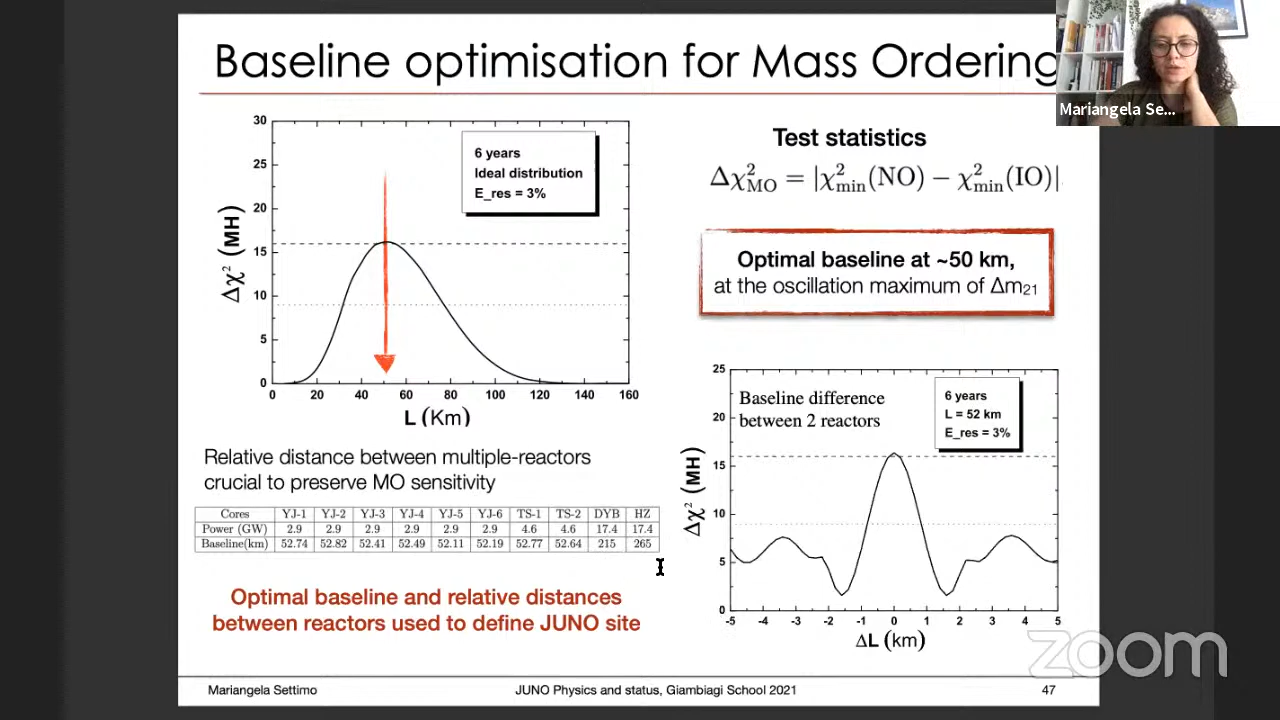 Baseline optimisation for Mass Ordering
Mariangela Se...
30
25
20
15
10
5
0
Δχ² (MH)
6 years
Ideal distribution
E_res = 3%
0 20 40 60 80 100 120 140 160
L (Km)
Test statistics
Δχ²_MO = |χ²_min(NO) − χ²_min(IO)|
Optimal baseline at ~50 km,
at the oscillation maximum of Δm₂₁
Relative distance between multiple-reactors
crucial to preserve MO sensitivity
Cores YJ-1 YJ-2 YJ-3 YJ-4 YJ-5 YJ-6 TS-1 TS-2 DYB HZ
Power (GW) 2.9 2.9 2.9 2.9 2.9 2.9 4.6 4.6 17.4 17.4
Baseline(km) 52.74 52.82 52.41 52.49 52.11 52.19 52.77 52.64 215 265
Optimal baseline and relative distances
between reactors used to define JUNO site
25
20
15
10
5
0
Δχ² (MH)
Baseline difference
between 2 reactors
6 years
L = 52 km
E_res = 3%
-5 -4 -3 -2 -1 0 1 2 3 4 5
ΔL (km)
zoom
Mariangela Settimo
JUNO Physics and status, Giambiagi School 2021
47